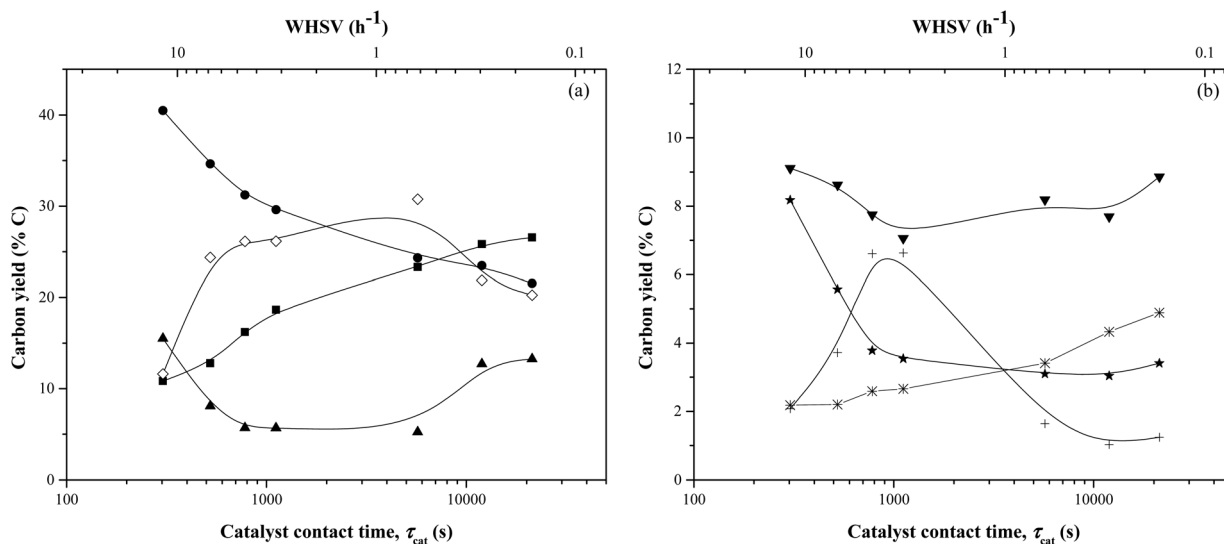 WHSV (h-1)
10 1 0.1
(a)
40
30
20
10
0
Carbon yield (% C)
100 1000 10000
Catalyst contact time, τcat (s)
WHSV (h-1)
10 1 0.1
(b)
12
10
8
6
4
2
0
Carbon yield (% C)
100 1000 10000
Catalyst contact time, τcat (s)